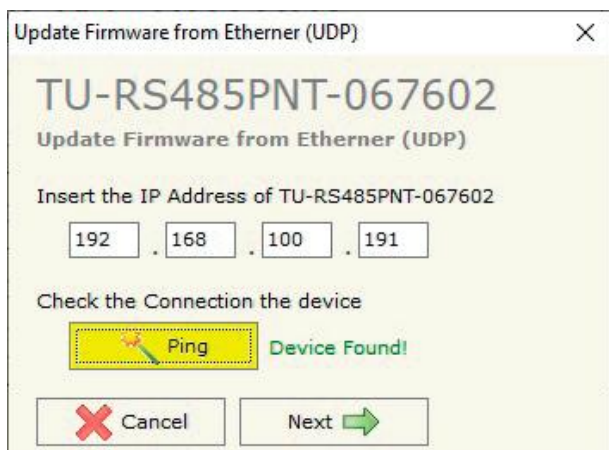 Update Firmware from Etherner (UDP)
TU-RS485PNT-067602
Update Firmware from Etherner (UDP)
Insert the IP Address of TU-RS485PNT-067602
192 . 168 . 100 . 191
Check the Connection the device
Ping Device Found!
Cancel Next